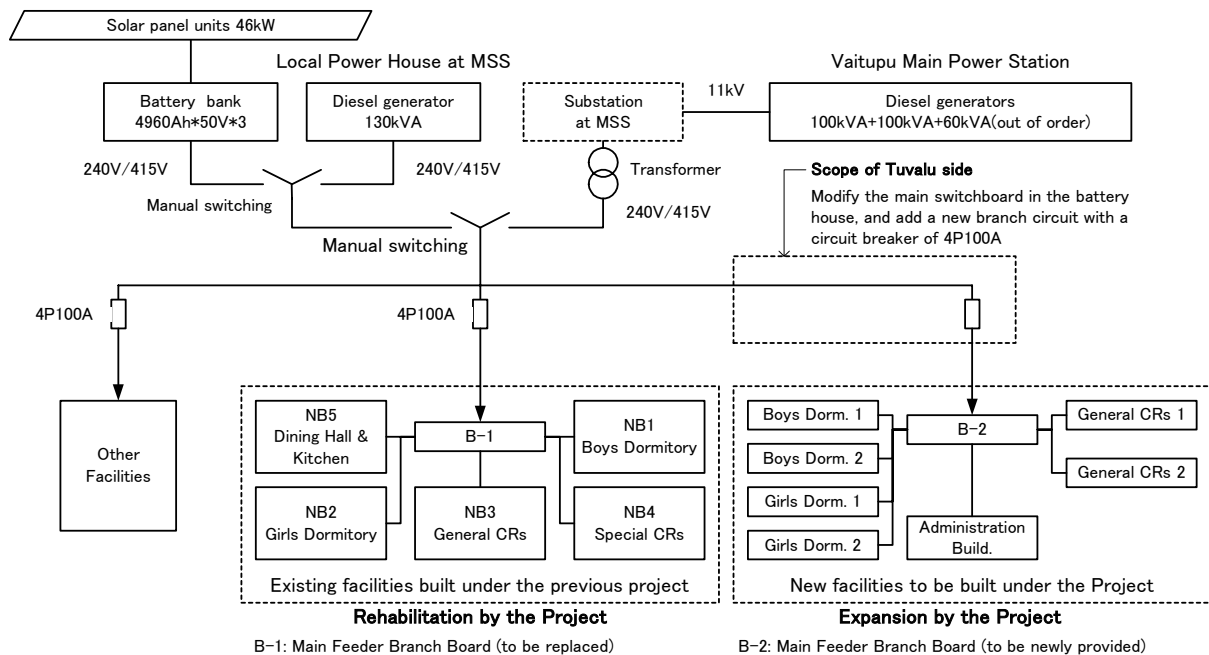 Solar panel units 46kW
Local Power House at MSS
Vaitupu Main Power Station
Battery bank
4960Ah*50V*3
Diesel generator
130kVA
Substation
at MSS
11kV
Diesel generators
100kVA+100kVA+60kVA(out of order)
240V/415V
240V/415V
Transformer
Manual switching
240V/415V
Manual switching
Scope of Tuvalu side
Modify the main switchboard in the battery
house, and add a new branch circuit with a
circuit breaker of 4P100A
4P100A
4P100A
Other
Facilities
NB5
Dining Hall &
Kitchen
B-1
NB1
Boys Dormitory
NB2
Girls Dormitory
NB3
General CRs
NB4
Special CRs
Existing facilities built under the previous project
Rehabilitation by the Project
B-1: Main Feeder Branch Board (to be replaced)
Boys Dorm. 1
Boys Dorm. 2
Girls Dorm. 1
Girls Dorm. 2
B-2
General CRs 1
General CRs 2
Administration
Build.
New facilities to be built under the Project
Expansion by the Project
B-2: Main Feeder Branch Board (to be newly provided)